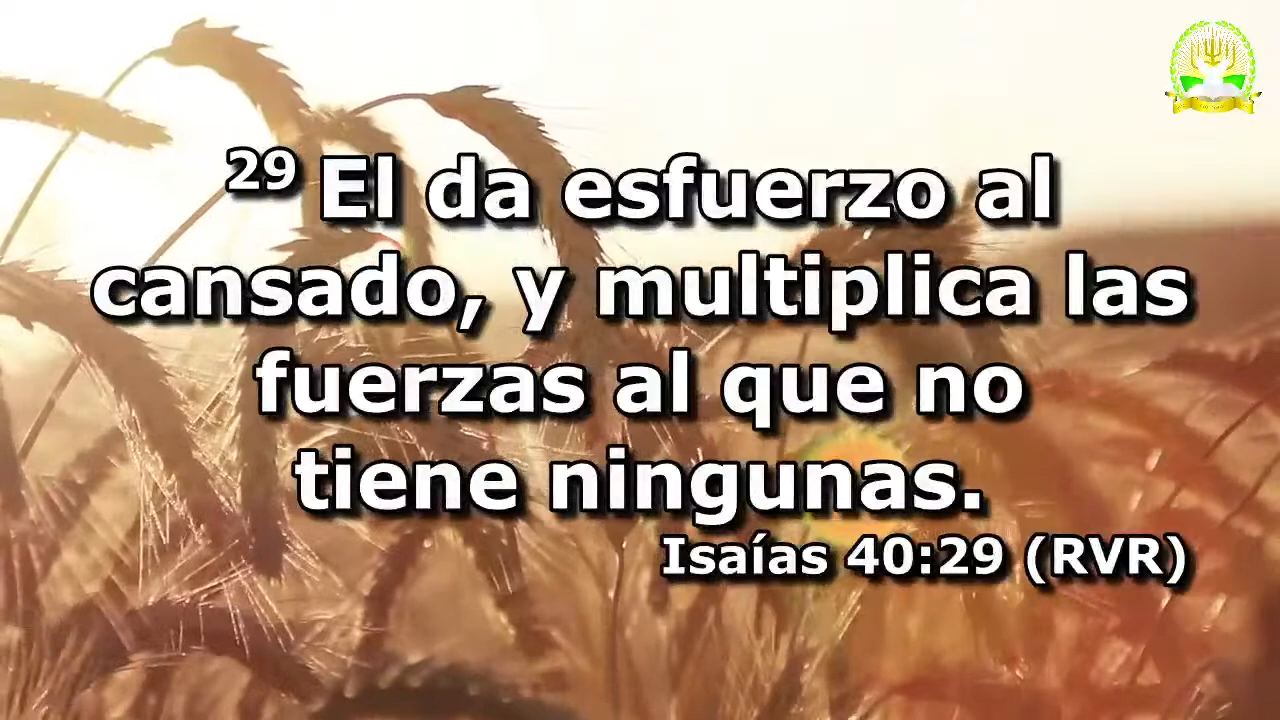 29 El da esfuerzo al
cansado, y multiplica las
fuerzas al que no
tiene ningunas.
Isaías 40:29 (RVR)